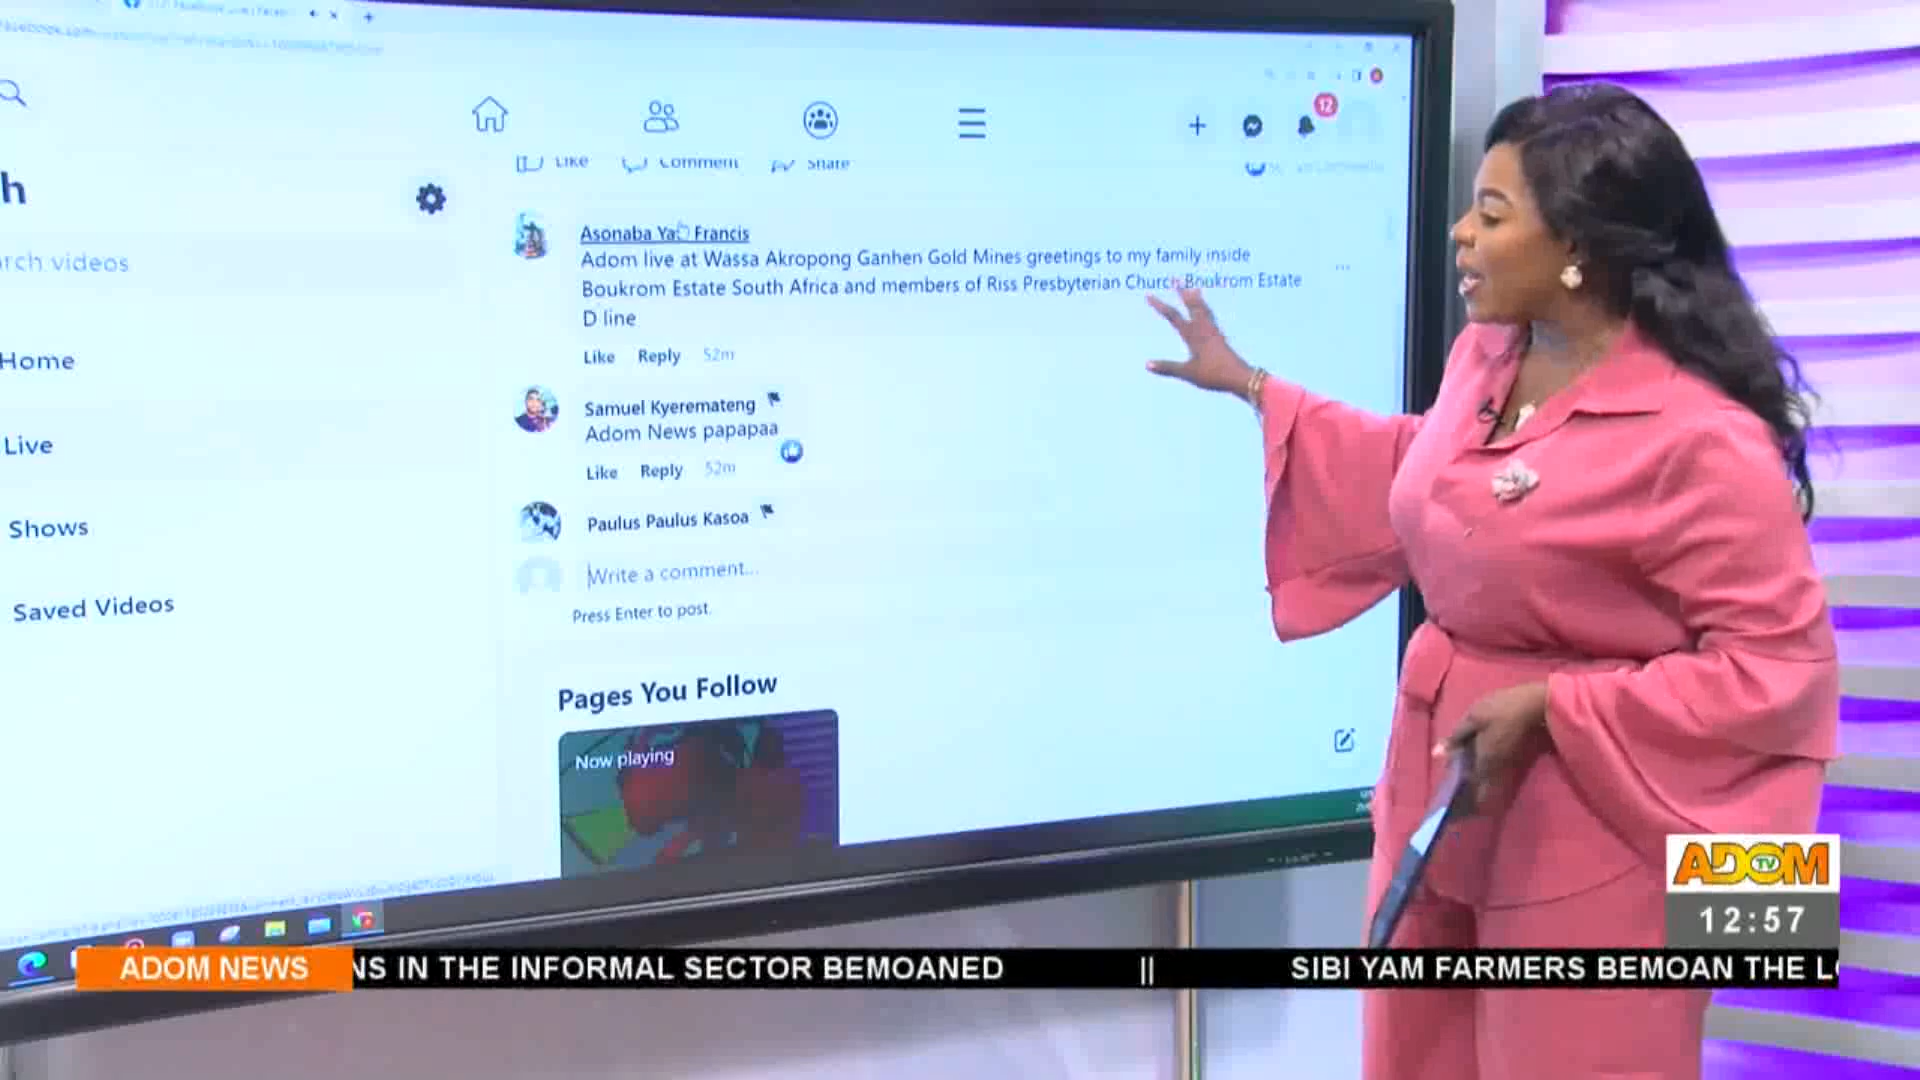 12
h
Like Comment Share
rch videos
Asonaba Ya Francis
Adom live at Wassa Akropong Ganhen Gold Mines greetings to my family inside
Boukrom Estate South Africa and members of Riss Presbyterian Church Boukrom Estate
D line
Like Reply 52m
Home
Samuel Kyeremateng
Adom News papapaa
Like Reply 52m
Live
Paulus Paulus Kasoa
Shows
Write a comment...
Press Enter to post.
Saved Videos
Pages You Follow
Now playing
ADOM TV
12:57
ADOM NEWS NS IN THE INFORMAL SECTOR BEMOANED || SIBI YAM FARMERS BEMOAN THE L